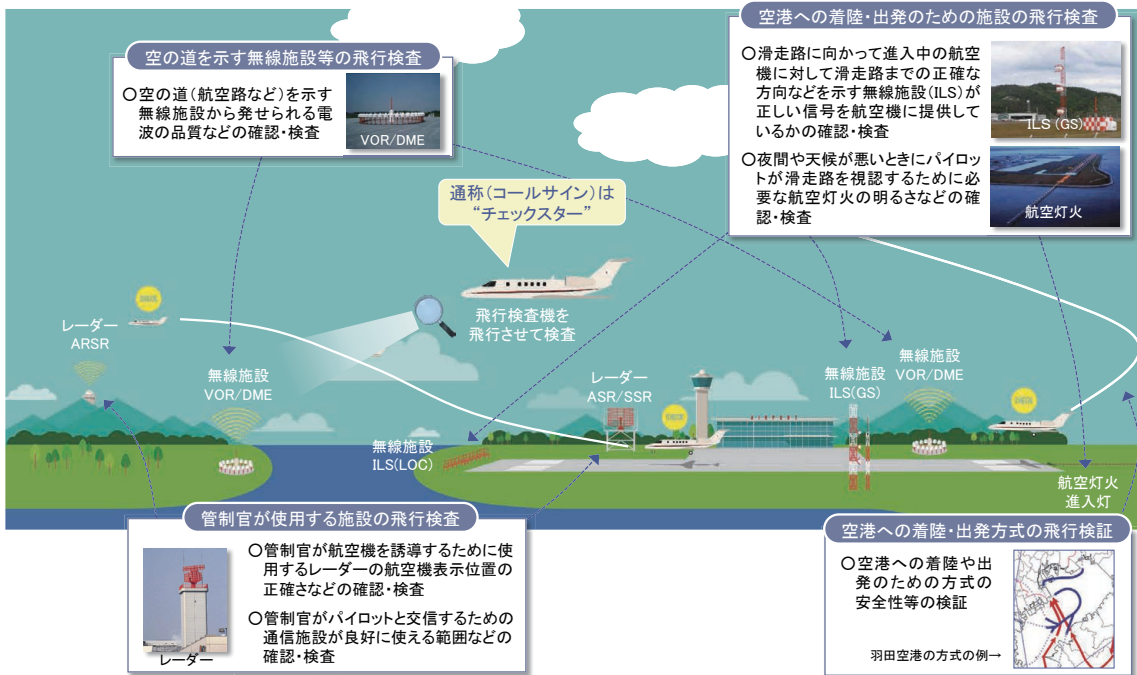 空の道を示す無線施設等の飛行検査
○空の道(航空路など)を示す
無線施設から発せられる電
波の品質などの確認・検査
VOR/DME
空港への着陸・出発のための施設の飛行検査
○滑走路に向かって進入中の航空
機に対して滑走路までの正確な
方向などを示す無線施設(ILS)が
正しい信号を航空機に提供して
いるかの確認・検査
ILS(GS)
○夜間や天候が悪いときにパイロッ
トが滑走路を視認するために必
要な航空灯火の明るさなどの確
認・検査
航空灯火
通称(コールサイン)は
“チェックスター”
飛行検査機を
飛行させて検査
レーダー
ARSR
無線施設
VOR/DME
無線施設
ILS(LOC)
レーダー
ASR/SSR
無線施設
ILS(GS)
無線施設
VOR/DME
航空灯火
進入灯
管制官が使用する施設の飛行検査
○管制官が航空機を誘導するために使
用するレーダーの航空機表示位置の
正確さなどの確認・検査
○管制官がパイロットと交信するための
通信施設が良好に使える範囲などの
確認・検査
レーダー
空港への着陸・出発方式の飛行検証
○空港への着陸や出
発のための方式の
安全性等の検証
羽田空港の方式の例→